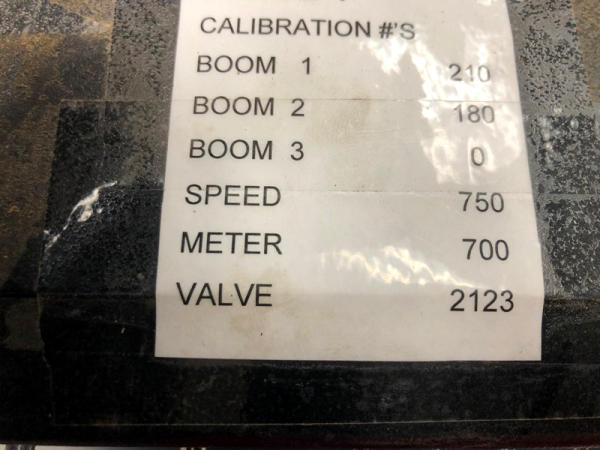 CALIBRATION #'S
BOOM 1 210
BOOM 2 180
BOOM 3 0
SPEED 750
METER 700
VALVE 2123